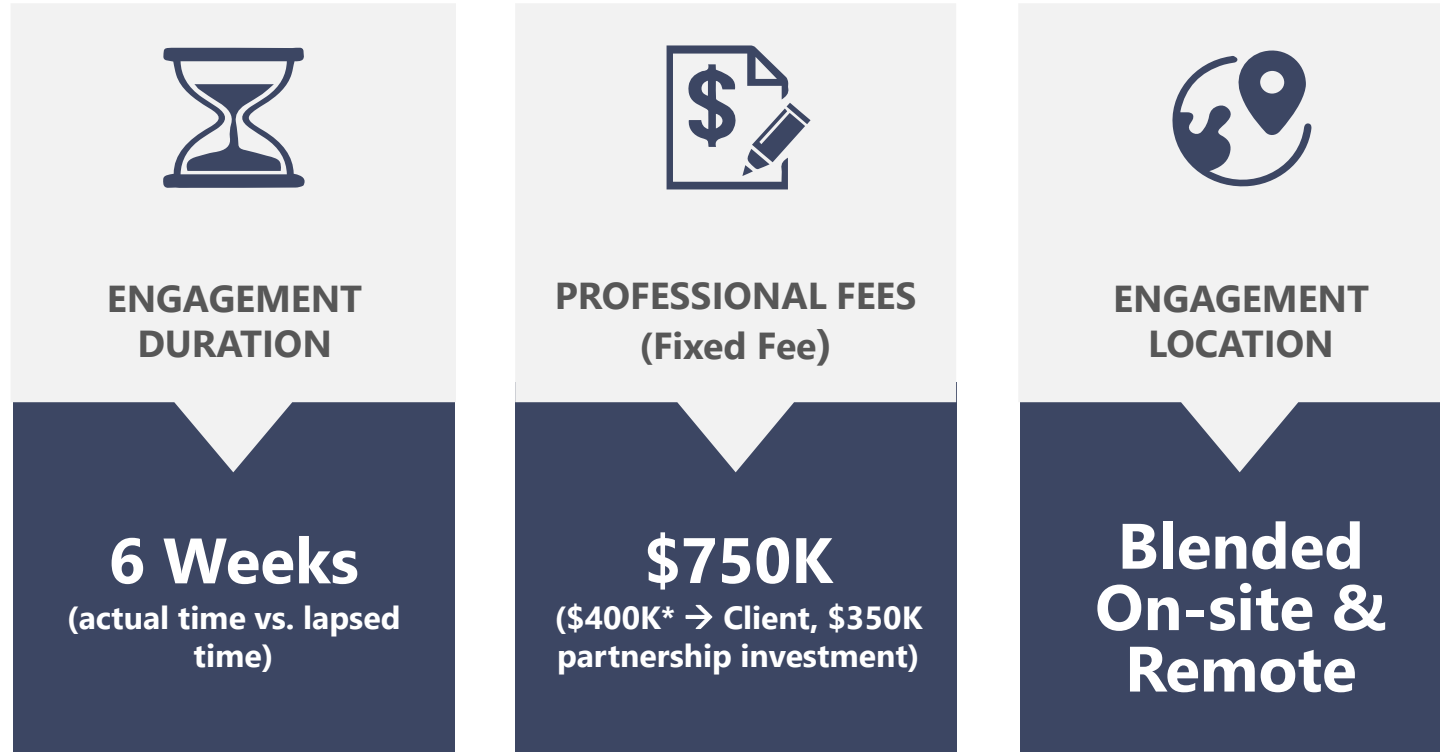 ENGAGEMENT
DURATION
6 Weeks
(actual time vs. lapsed
time)
$
PROFESSIONAL FEES
(Fixed Fee)
$750K
($400K* → Client, $350K
partnership investment)
ENGAGEMENT
LOCATION
Blended
On-site &
Remote